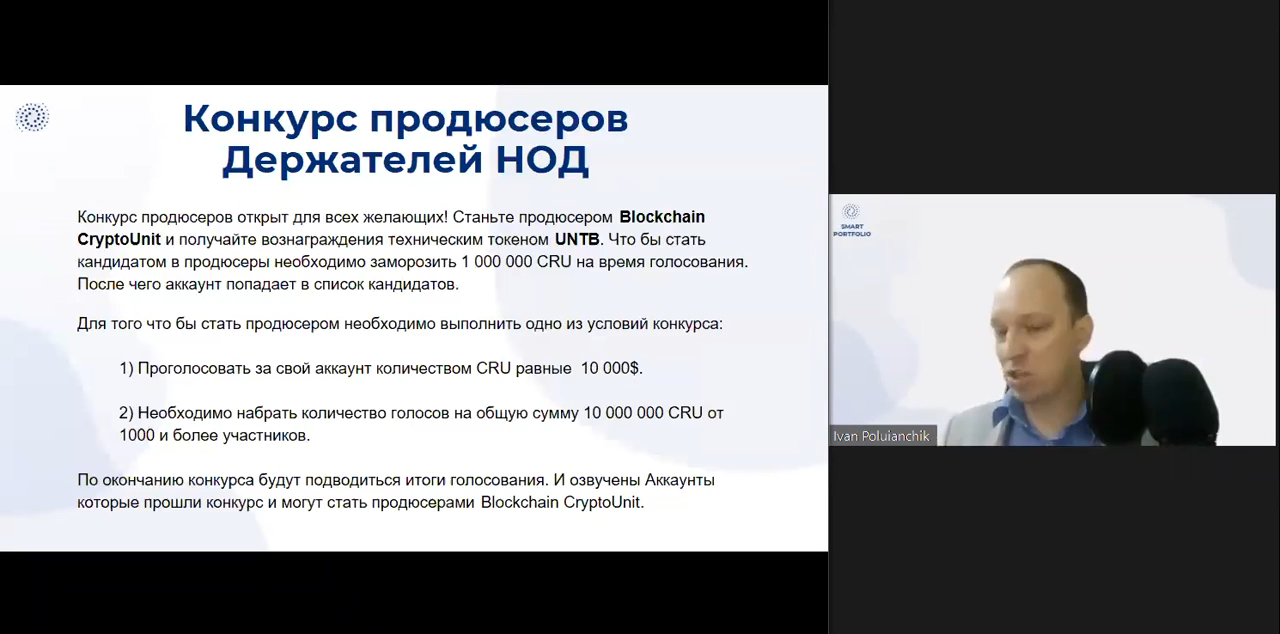 Конкурс продюсеров
Держателей НОД
Конкурс продюсеров открыт для всех желающих! Станьте продюсером Blockchain
CryptoUnit и получайте вознаграждения техническим токеном UNTB. Что бы стать
кандидатом в продюсеры необходимо заморозить 1 000 000 CRU на время голосования.
После чего аккаунт попадает в список кандидатов.
Для того что бы стать продюсером необходимо выполнить одно из условий конкурса:
1) Проголосовать за свой аккаунт количеством CRU равные 10 000$.
2) Необходимо набрать количество голосов на общую сумму 10 000 000 CRU от
1000 и более участников.
По окончанию конкурса будут подводиться итоги голосования. И озвучены Аккаунты
которые прошли конкурс и могут стать продюсерами Blockchain CryptoUnit.
SMART
PORTFOLIO
Ivan Poluianchik